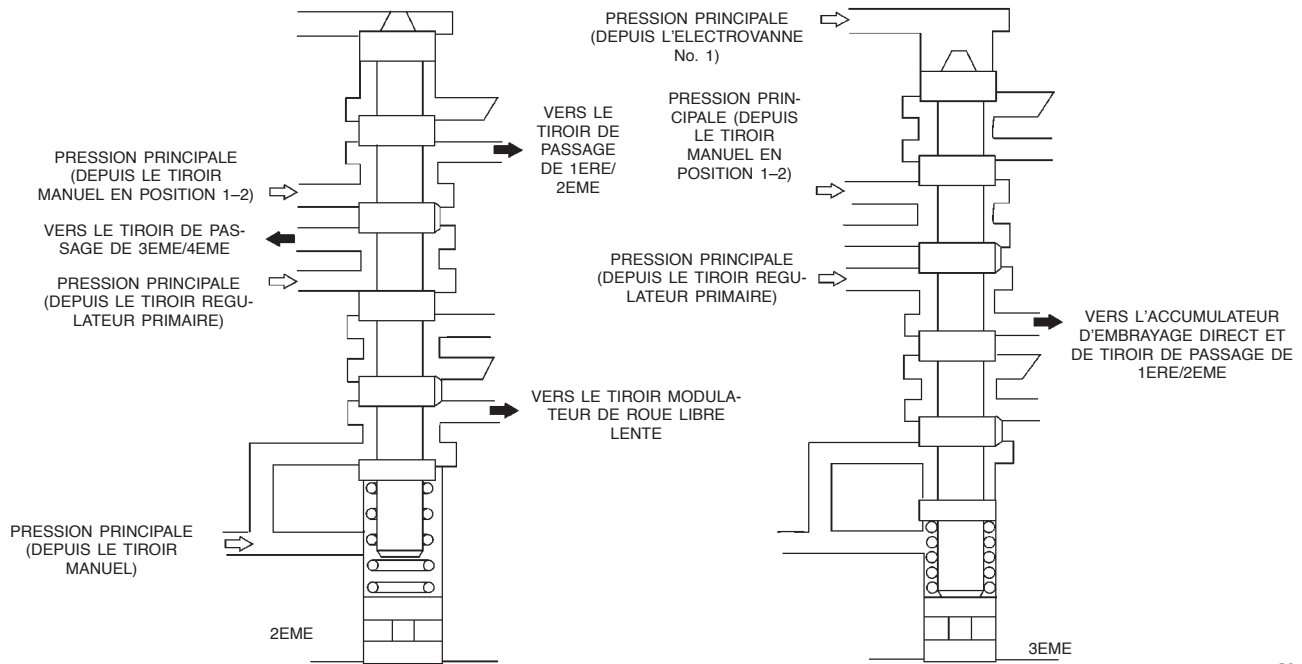 PRESSION PRINCIPALE
(DEPUIS LE TIROIR
MANUEL EN POSITION 1–2)
VERS LE TIROIR DE PAS-
SAGE DE 3EME/4EME
PRESSION PRINCIPALE
(DEPUIS LE TIROIR REGU-
LATEUR PRIMAIRE)
PRESSION PRINCIPALE
(DEPUIS LE TIROIR
MANUEL)
2EME
VERS LE
TIROIR DE
PASSAGE
DE 1ERE/
2EME
VERS LE TIROIR MODULA-
TEUR DE ROUE LIBRE
LENTE
PRESSION PRINCIPALE
(DEPUIS L'ELECTROVANNE
No. 1)
PRESSION PRIN-
CIPALE (DEPUIS
LE TIROIR
MANUEL EN
POSITION 1–2)
PRESSION PRINCIPALE
(DEPUIS LE TIROIR REGU-
LATEUR PRIMAIRE)
VERS L'ACCUMULATEUR
D'EMBRAYAGE DIRECT ET
DE TIROIR DE PASSAGE DE
1ERE/2EME
3EME